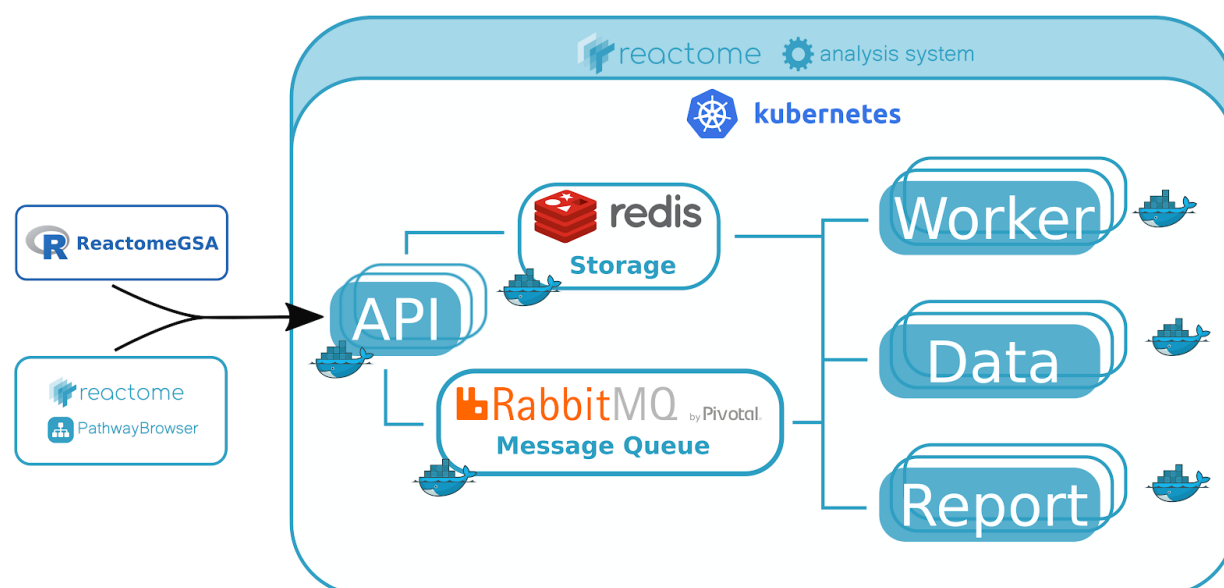 reactome analysis system
kubernetes
R ReactomeGSA
reactome
PathwayBrowser
API
redis
Storage
RabbitMQ by Pivotal.
Message Queue
Worker
Data
Report